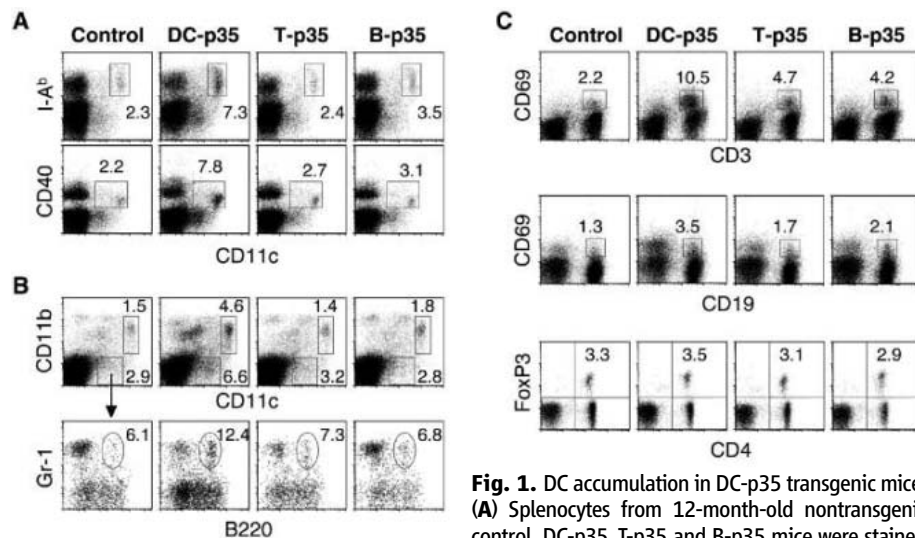 A
Control DC-p35 T-p35 B-p35
I-Aᵇ
2.3 7.3 2.4 3.5
CD40
2.2 7.8 2.7 3.1
CD11c
B
CD11b
1.5 4.6 1.4 1.8
2.9 6.6 3.2 2.8
CD11c
Gr-1
6.1 12.4 7.3 6.8
B220
C
Control DC-p35 T-p35 B-p35
CD69
2.2 10.5 4.7 4.2
CD3
CD69
1.3 3.5 1.7 2.1
CD19
FoxP3
3.3 3.5 3.1 2.9
CD4
Fig. 1. DC accumulation in DC-p35 transgenic mice
(A) Splenocytes from 12-month-old nontransgeni
control, DC-p35, T-p35 and B-p35 mice were staine